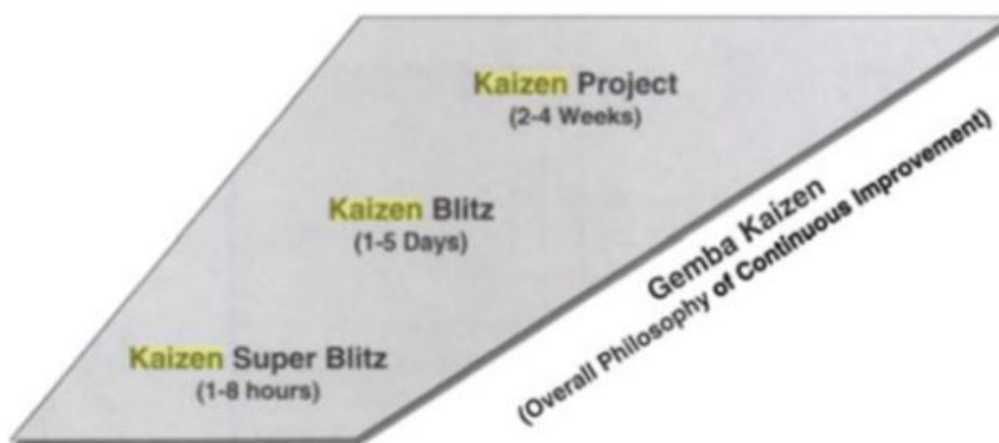 Kaizen Project
(2-4 Weeks)
Kaizen Blitz
(1-5 Days)
Kaizen Super Blitz
(1-8 hours)
Gemba Kaizen
(Overall Philosophy of Continuous Improvement)